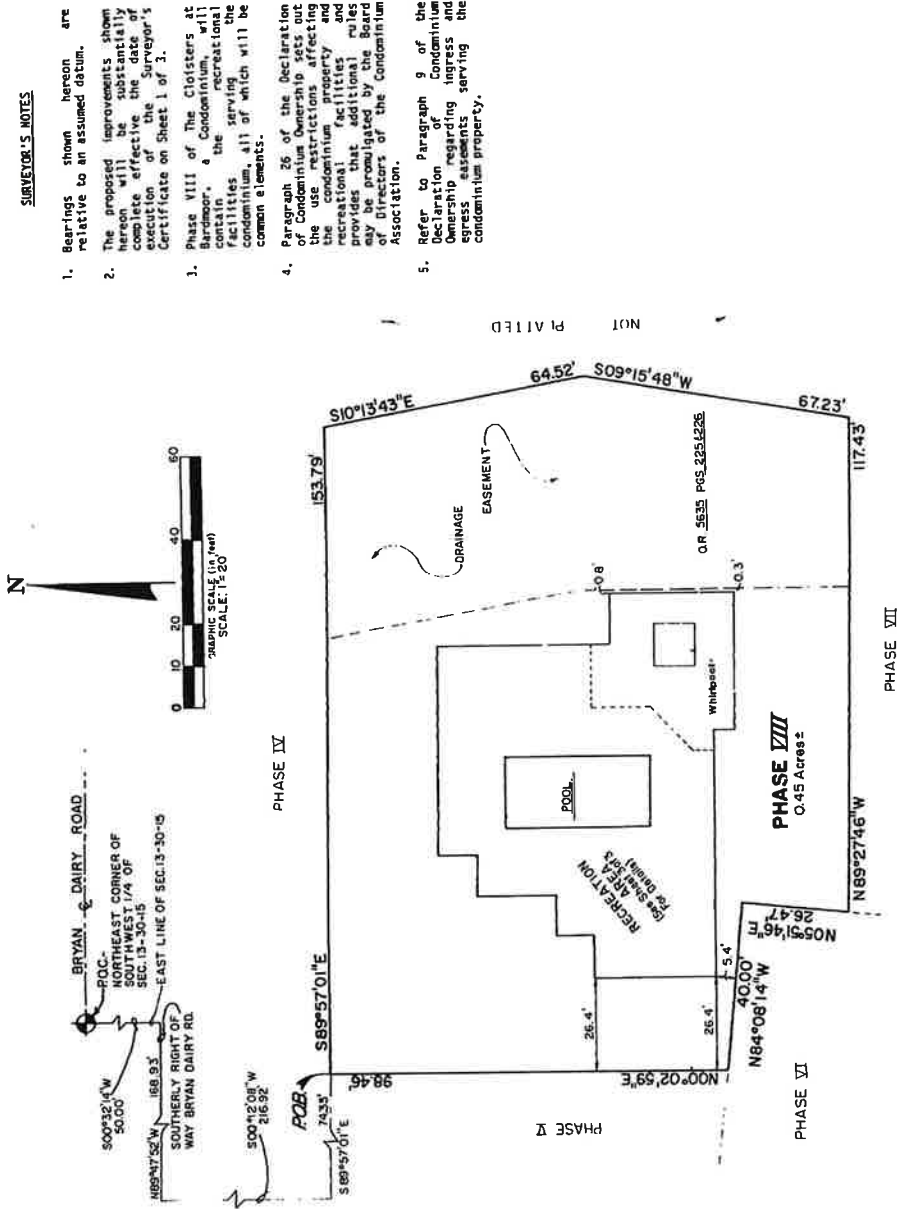 SURVEYOR'S NOTES
1. Bearings shown hereon are
relative to an assumed datum.
2. The proposed improvements shown
hereon will be substantially
complete effective the date of
execution of the Surveyor's
Certificate on Sheet 1 of 3.
3. Phase VIII of The Cloisters at
Bardmoor, a Condominium, will
contain the recreational
facilities serving the
condominium, all of which will be
common elements.
4. Paragraph 26 of the Declaration
of Condominium Ownership sets out
the use restrictions affecting
the condominium property and
recreational facilities and
provides that additional rules
may be promulgated by the Board
of Directors of the Condominium
Association.
5. Refer to Paragraph 9 of the
Declaration of Condominium
Ownership regarding ingress and
egress easements serving the
condominium property.
N
0 10 20 40 60
GRAPHIC SCALE (in feet)
SCALE: 1"=20'
BRYAN DAIRY ROAD
P.O.C.-
NORTHEAST CORNER OF
SOUTHWEST 1/4 OF
SEC. 13-30-15
EAST LINE OF SEC. 13-30-15
S00°32'14"W
50.00'
N89°47'52"W 168.93'
SOUTHERLY RIGHT OF
WAY BRYAN DAIRY RD.
S00°12'08"W
216.92'
P.O.B.
74.35'
S89°57'01"E
PHASE IV
S89°57'01"E
153.79'
S10°13'43"E
64.52'
S09°15'48"W
67.23'
NOT PLATTED
DRAINAGE
EASEMENT
O.R. 5635 PGS 225&226
0.8'
0.3'
POOL
Whirlpool
RECREATION
AREA
(See Sheet 3 of 3
For Details)
26.4'
26.4'
5.4'
98.46'
N00°02'59"E
PHASE V
PHASE VIII
0.45 Acres±
40.00'
N84°08'14"W
N05°51'46"E
26.47'
N89°27'46"W
117.43'
PHASE VI
PHASE VII